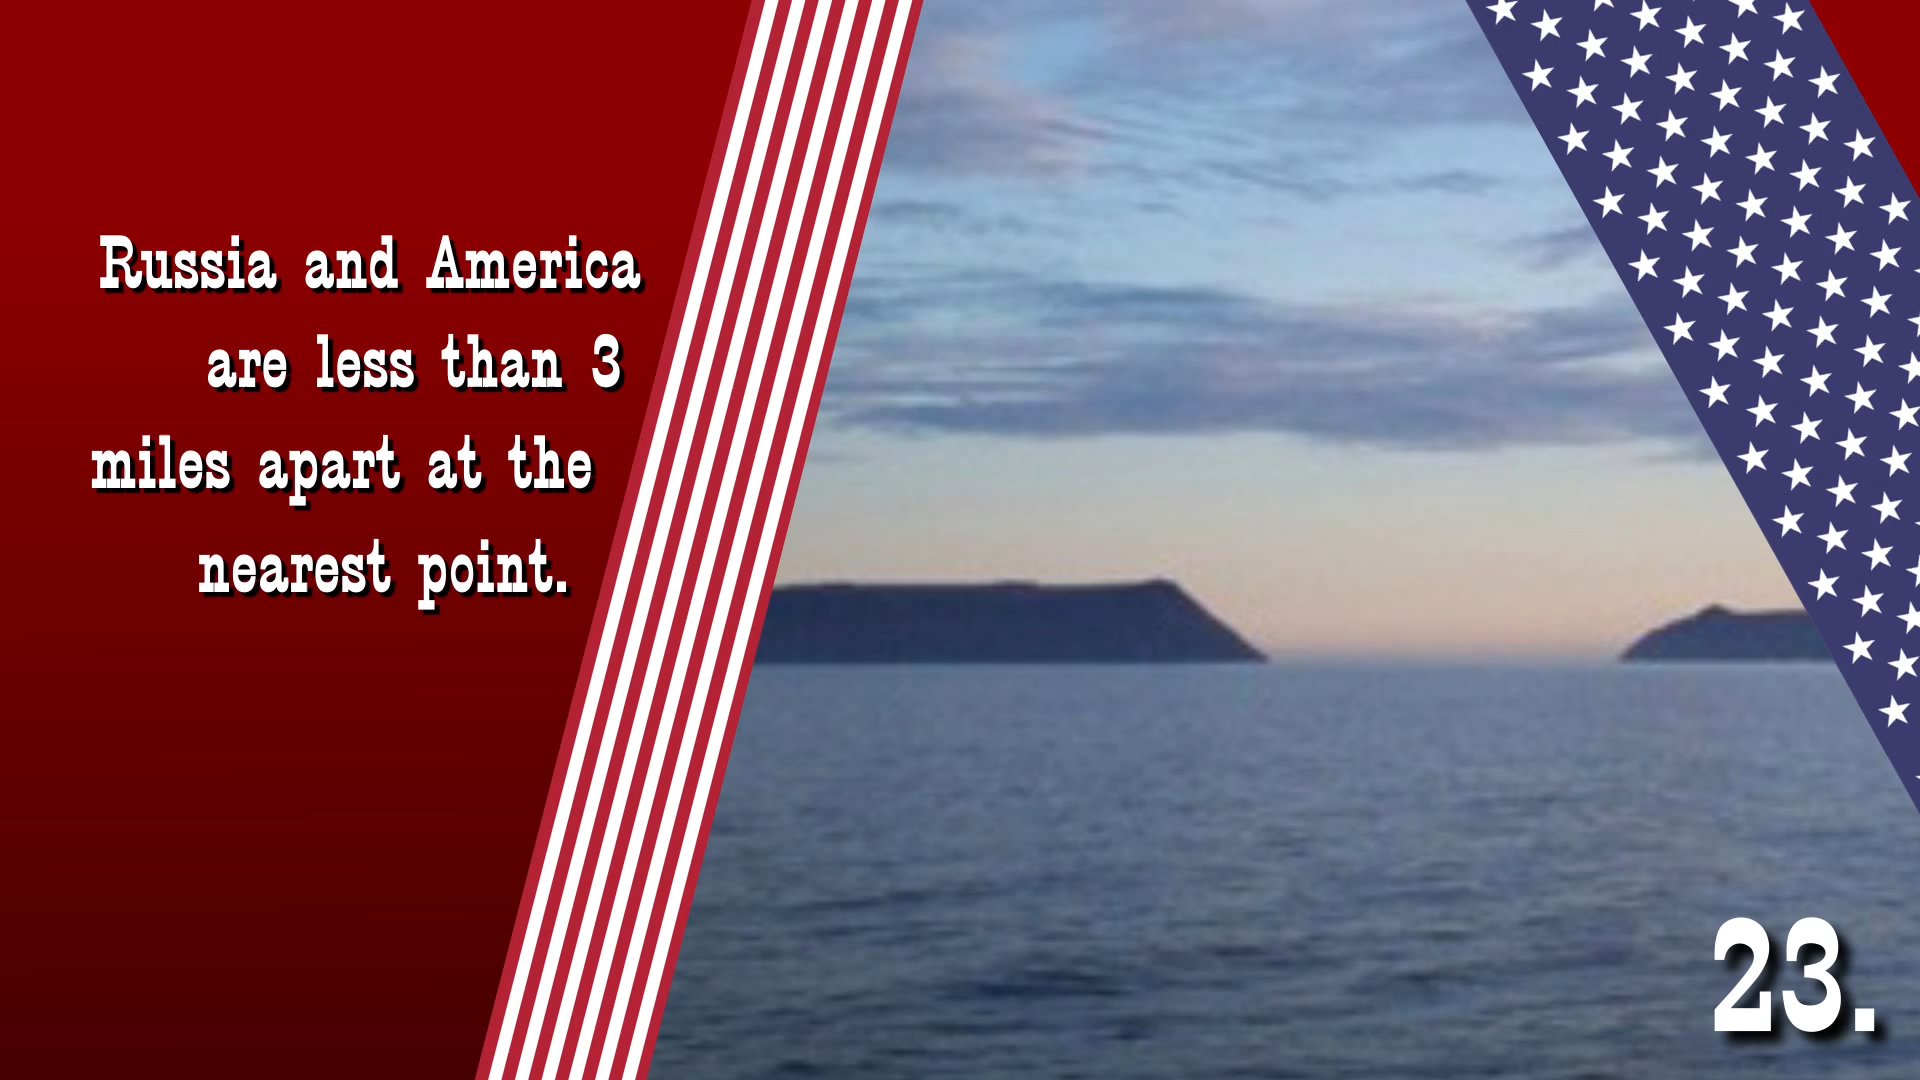 Russia and America
are less than 3
miles apart at the
nearest point.
23.